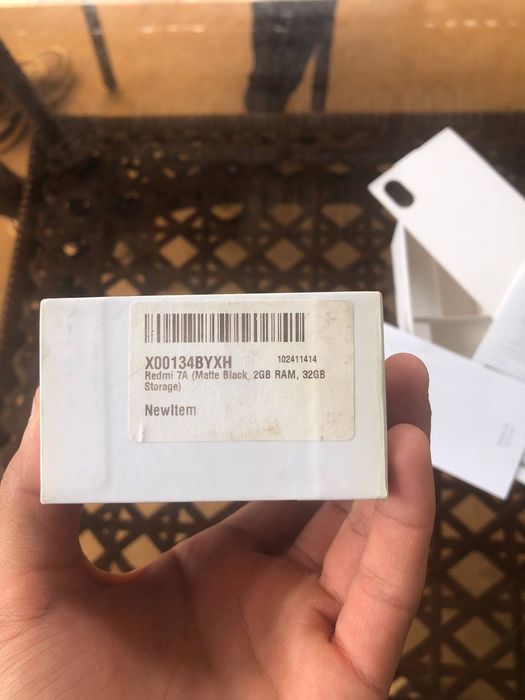 X00134BYXH 102411414
Redmi 7A (Matte Black, 2GB RAM, 32GB
Storage)
NewItem